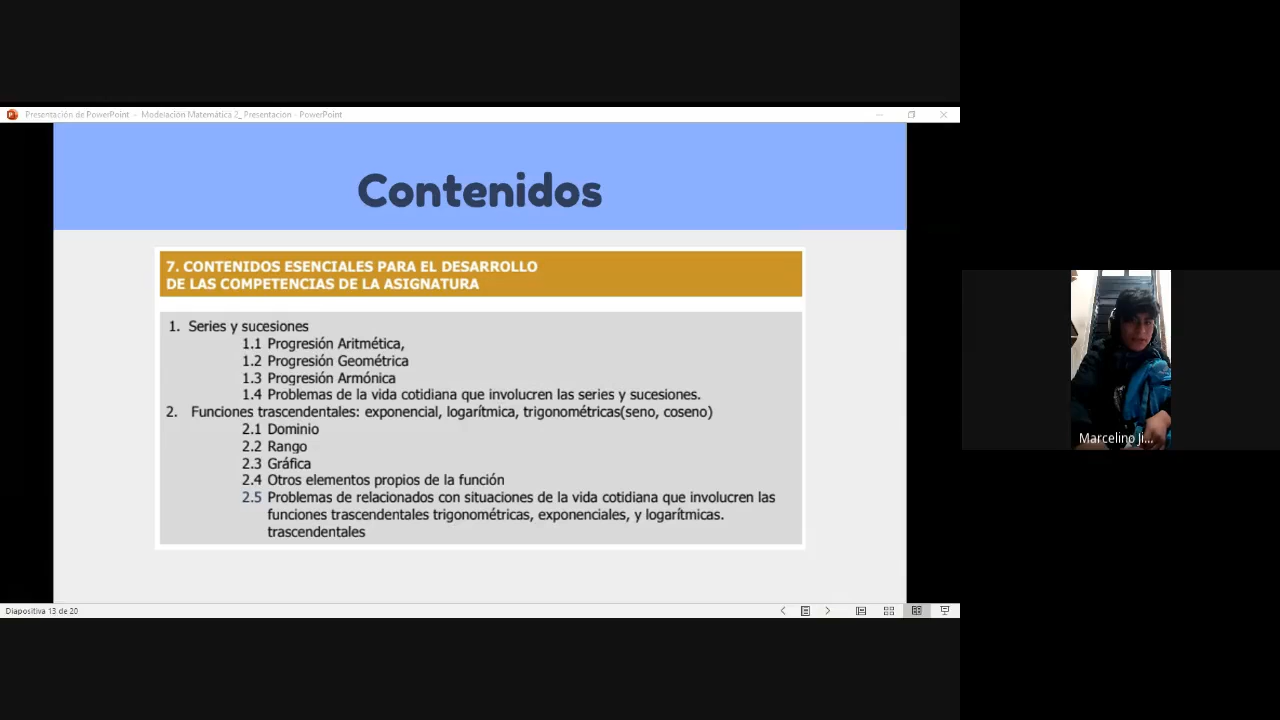 Presentación de PowerPoint - Modelación Matemática 2_ Presentacion - PowerPoint
Contenidos
7. CONTENIDOS ESENCIALES PARA EL DESARROLLO
DE LAS COMPETENCIAS DE LA ASIGNATURA
1. Series y sucesiones
1.1 Progresión Aritmética,
1.2 Progresión Geométrica
1.3 Progresión Armónica
1.4 Problemas de la vida cotidiana que involucren las series y sucesiones.
2. Funciones trascendentales: exponencial, logarítmica, trigonométricas(seno, coseno)
2.1 Dominio
2.2 Rango
2.3 Gráfica
2.4 Otros elementos propios de la función
2.5 Problemas de relacionados con situaciones de la vida cotidiana que involucren las
funciones trascendentales trigonométricas, exponenciales, y logarítmicas.
trascendentales
Diapositiva 13 de 20
Marcelino Ji...